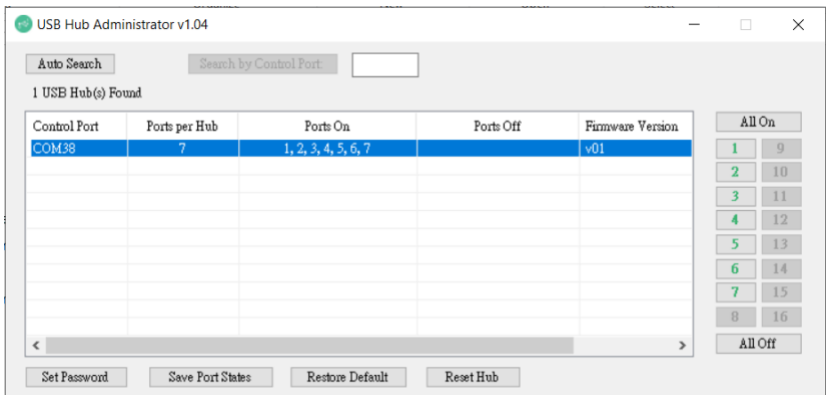 USB Hub Administrator v1.04
Auto Search Search by Control Port:
1 USB Hub(s) Found
Control Port Ports per Hub Ports On Ports Off Firmware Version
COM38 7 1, 2, 3, 4, 5, 6, 7 v01
All On
1 9
2 10
3 11
4 12
5 13
6 14
7 15
8 16
All Off
Set Password Save Port States Restore Default Reset Hub